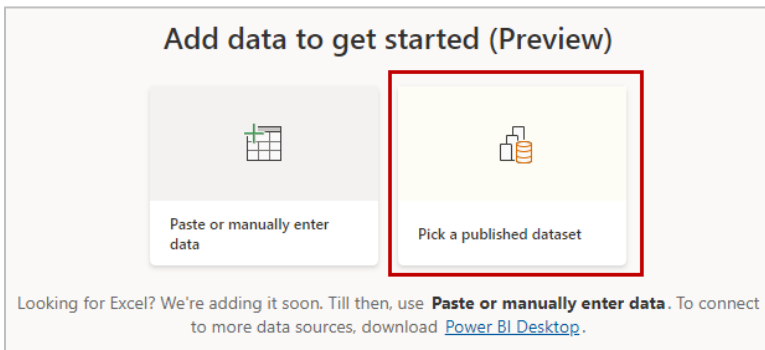 Add data to get started (Preview)
Paste or manually enter
data
Pick a published dataset
Looking for Excel? We're adding it soon. Till then, use Paste or manually enter data. To connect
to more data sources, download Power BI Desktop.